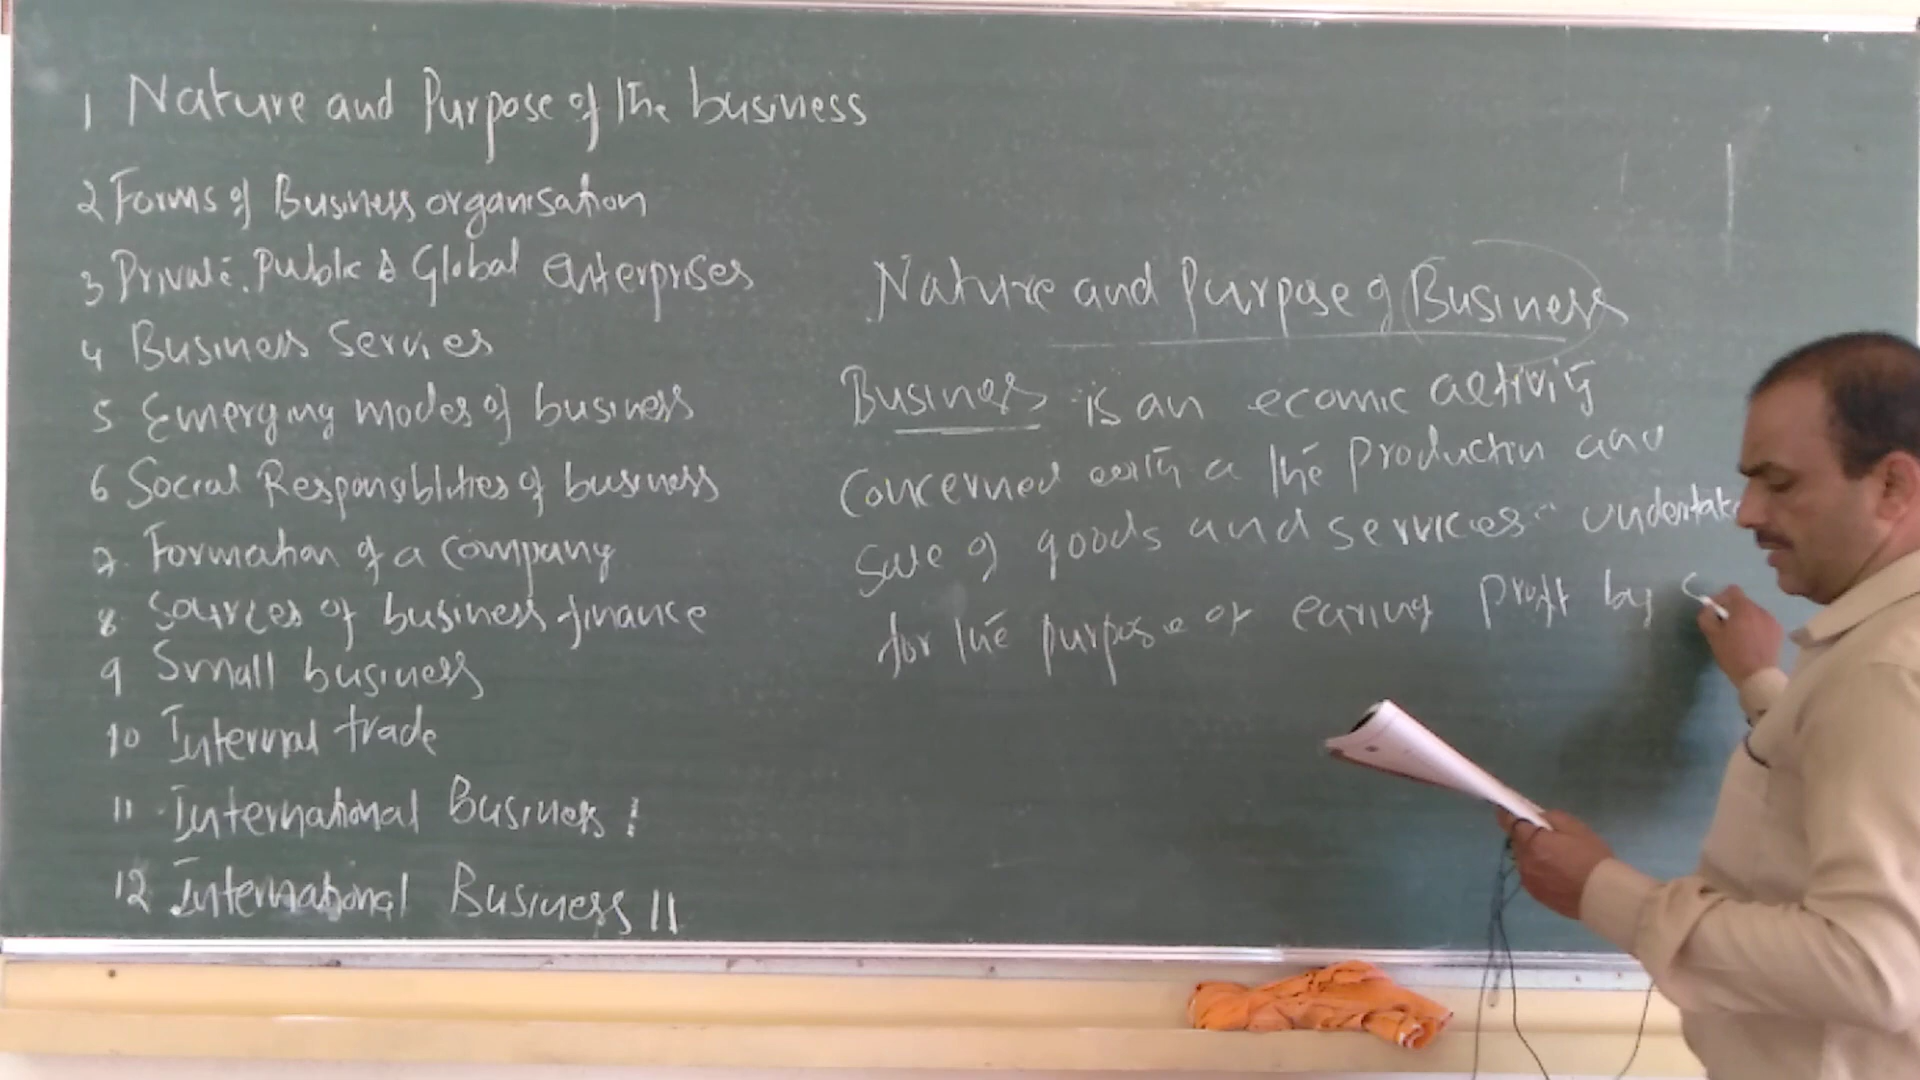 1 Nature and Purpose of the business
2 Forms of Business organisation
3 Private, Public & Global enterprises
4 Business Servies
5 Emerging modes of business
6 Social Responsiblities of business
7. Formation of a company
8 Sources of business finance
9 Small business
10 Internal trade
11 International Business I
12 International Business II
Nature and Purpose of Business
Business is an ecomic activity
concerned with a the production and
sale of goods and services undertake
for the purpose of earing profit by s